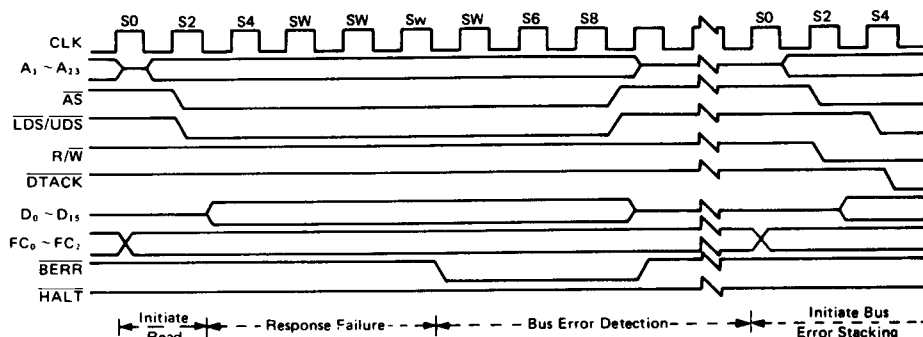 S0 S2 S4 SW SW Sw SW S6 S8 S0 S2 S4
CLK
A₁ ~ A₂₃
AS
LDS/UDS
R/W
DTACK
D₀ ~ D₁₅
FC₀ ~ FC₂
BERR
HALT
Initiate Read
Response Failure
Bus Error Detection
Initiate Bus Error Stacking